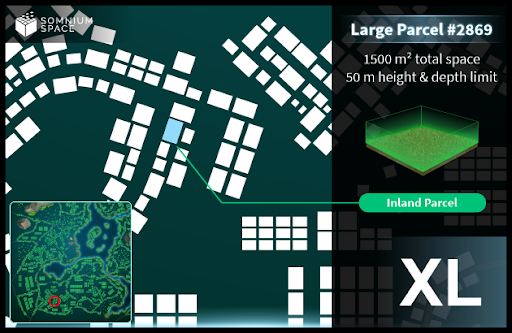 SOMNIUM
SPACE
Large Parcel #2869
1500 m² total space
50 m height & depth limit
Inland Parcel
XL